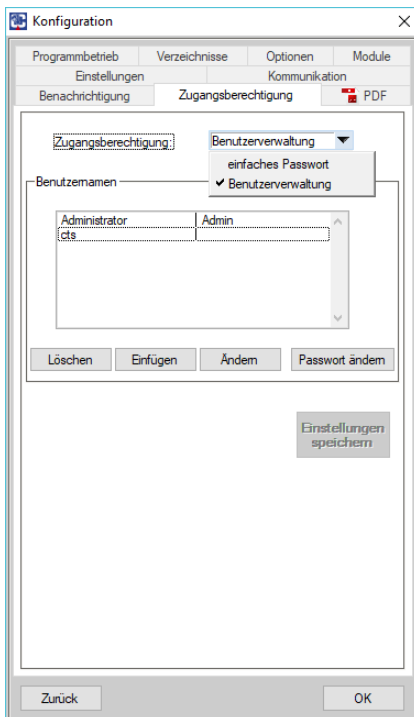 Konfiguration
Programmbetrieb Verzeichnisse Optionen Module
Einstellungen Kommunikation
Benachrichtigung Zugangsberechtigung PDF
Zugangsberechtigung: Benutzerverwaltung
einfaches Passwort
Benutzerverwaltung
Benutzernamen
Administrator Admin
cts
Löschen Einfügen Ändern Passwort ändern
Einstellungen
speichern
Zurück OK